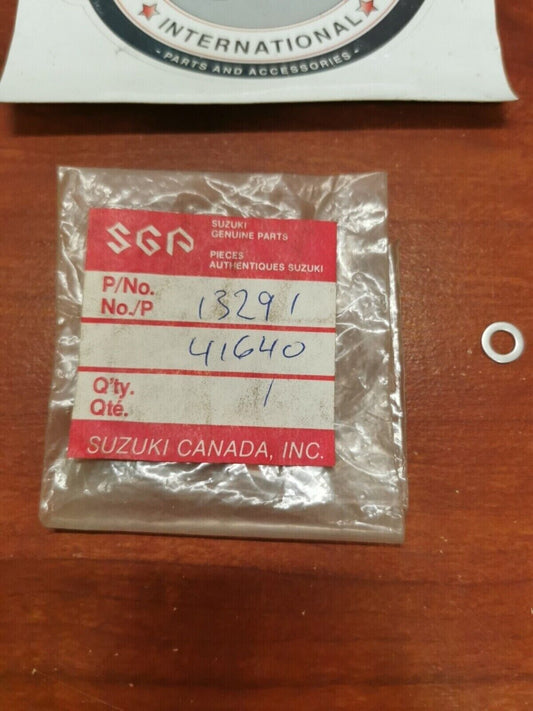 INTERNATIONAL
- PARTS AND ACCESSORIES -
SGP
SUZUKI
GENUINE PARTS
PIECES
AUTHENTIQUES SUZUKI
P/No.
No./P
13291
41640
Q'ty.
Qté.
1
SUZUKI CANADA, INC.